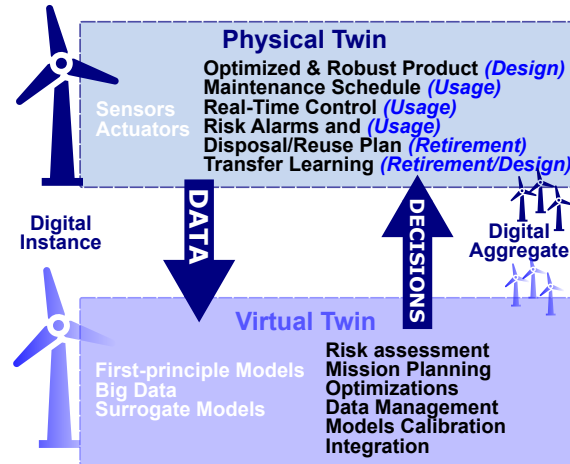 Physical Twin
Optimized & Robust Product (Design)
Maintenance Schedule (Usage)
Real-Time Control (Usage)
Risk Alarms and (Usage)
Disposal/Reuse Plan (Retirement)
Transfer Learning (Retirement/Design)
Sensors
Actuators
DATA
DECISIONS
Digital
Instance
Digital
Aggregate
Virtual Twin
First-principle Models
Big Data
Surrogate Models
Risk assessment
Mission Planning
Optimizations
Data Management
Models Calibration
Integration